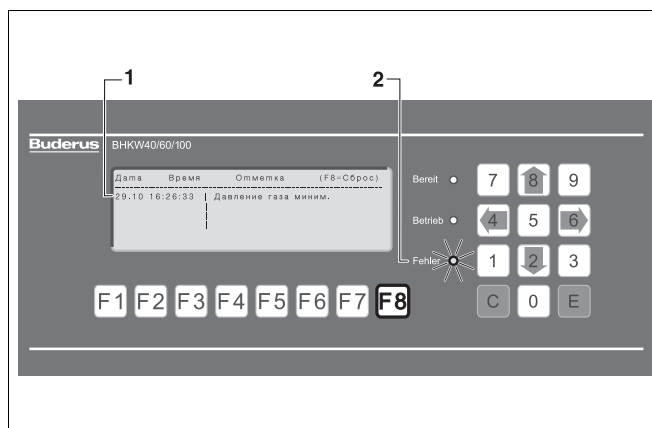 1
2
Buderus BHKW40/60/100
Дата Время Отметка (F8=Сброс)
29.10 16:26:33 Давление газа миним.
Bereit
Betrieb
Fehler
7 8 9
4 5 6
1 2 3
C 0 E
F1 F2 F3 F4 F5 F6 F7 F8